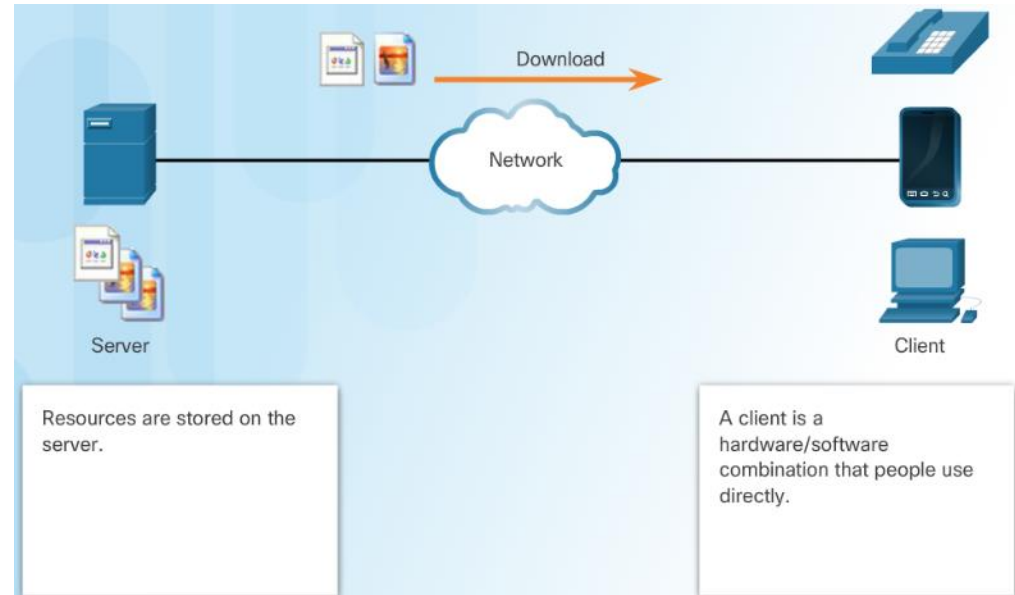 Download
Network
Server
Client
Resources are stored on the
server.
A client is a
hardware/software
combination that people use
directly.